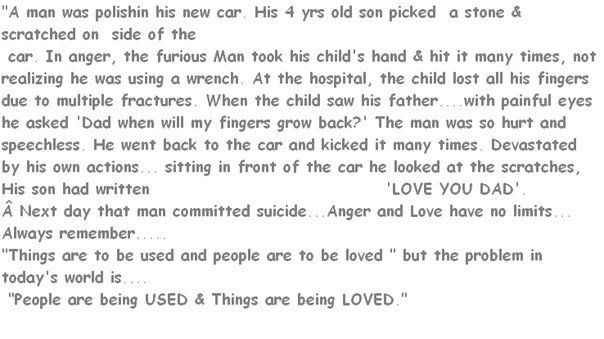 "A man was polishin his new car. His 4 yrs old son picked  a stone &
scratched on  side of the
 car. In anger, the furious Man took his child's hand & hit it many times, not
realizing he was using a wrench. At the hospital, the child lost all his fingers
due to multiple fractures. When the child saw his father....with painful eyes
he asked 'Dad when will my fingers grow back?' The man was so hurt and
speechless. He went back to the car and kicked it many times. Devastated
by his own actions... sitting in front of the car he looked at the scratches,
His son had written 'LOVE YOU DAD'.
Â Next day that man committed suicide...Anger and Love have no limits...
Always remember.....
"Things are to be used and people are to be loved " but the problem in
today's world is....
 "People are being USED & Things are being LOVED."